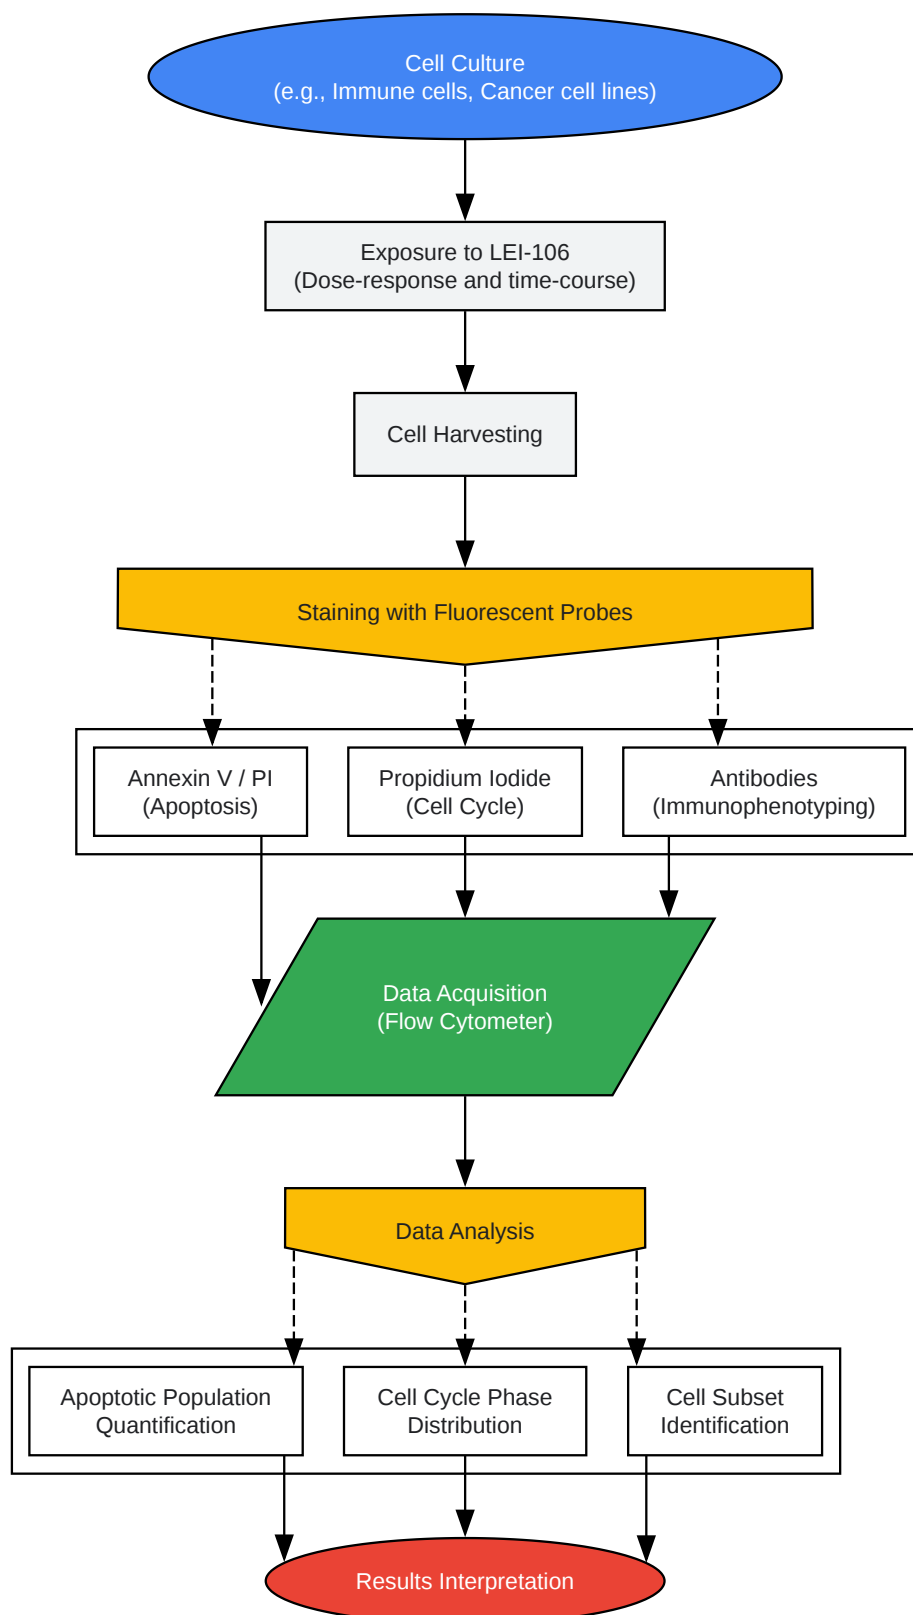 Cell Culture
(e.g., Immune cells, Cancer cell lines)
Exposure to LEI-106
(Dose-response and time-course)
Cell Harvesting
Staining with Fluorescent Probes
Annexin V / PI
(Apoptosis)
Propidium Iodide
(Cell Cycle)
Antibodies
(Immunophenotyping)
Data Acquisition
(Flow Cytometer)
Data Analysis
Apoptotic Population
Quantification
Cell Cycle Phase
Distribution
Cell Subset
Identification
Results Interpretation